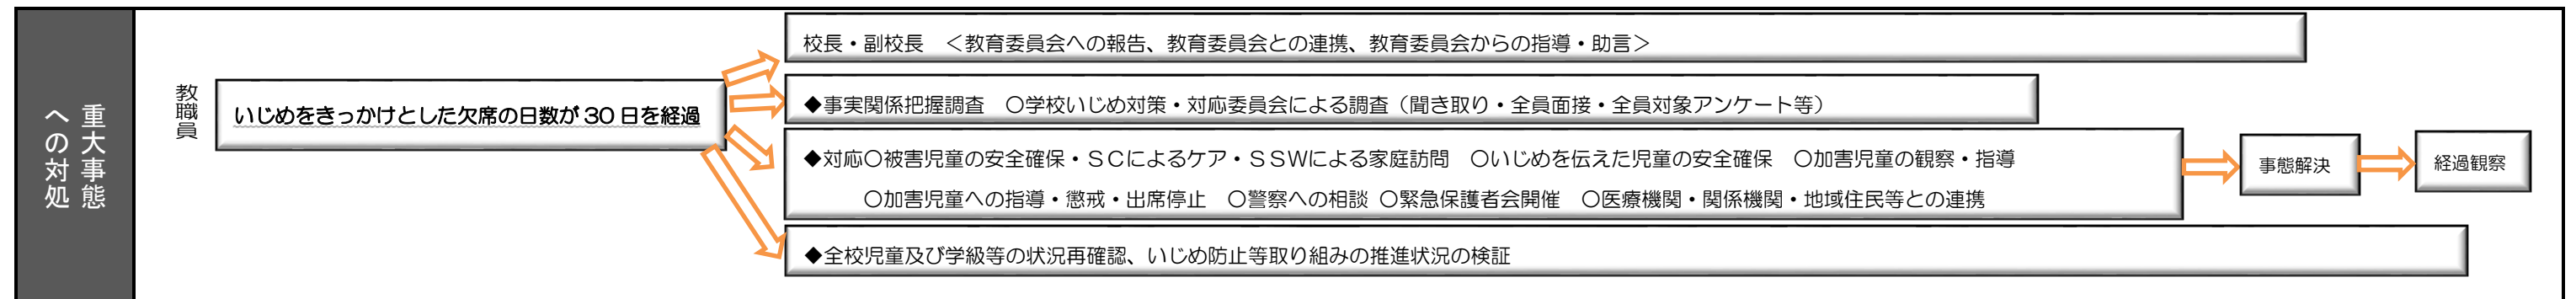 重大事態
への対処
教職員
いじめをきっかけとした欠席の日数が30日を経過
校長・副校長　＜教育委員会への報告、教育委員会との連携、教育委員会からの指導・助言＞
◆事実関係把握調査　〇学校いじめ対策・対応委員会による調査（聞き取り・全員面接・全員対象アンケート等）
◆対応〇被害児童の安全確保・ＳＣによるケア・ＳＳＷによる家庭訪問　〇いじめを伝えた児童の安全確保　〇加害児童の観察・指導
〇加害児童への指導・懲戒・出席停止　〇警察への相談 〇緊急保護者会開催　〇医療機関・関係機関・地域住民等との連携
◆全校児童及び学級等の状況再確認、いじめ防止等取り組みの推進状況の検証
事態解決
経過観察